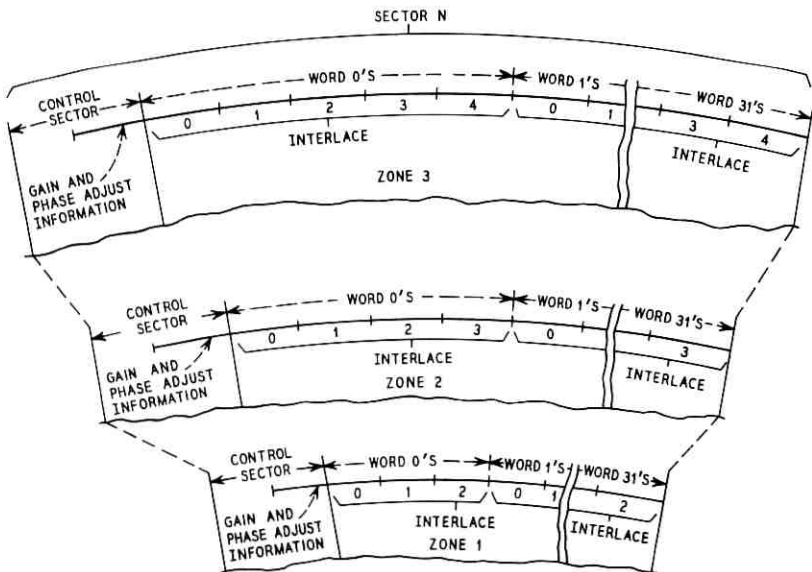 SECTOR N
CONTROL SECTOR
WORD 0'S
WORD 1'S
WORD 31'S
0 1 2 3 4 0 1 3 4
INTERLACE
INTERLACE
GAIN AND
PHASE ADJUST
INFORMATION
ZONE 3
CONTROL
SECTOR
WORD 0'S
WORD 1'S
WORD 31'S
0 1 2 3 0 3
INTERLACE
INTERLACE
GAIN AND
PHASE ADJUST
INFORMATION
ZONE 2
CONTROL
SECTOR
WORD 0'S
WORD 1'S
WORD 31'S
0 1 2 0 1 2
INTERLACE
INTERLACE
GAIN AND
PHASE ADJUST
INFORMATION
ZONE 1